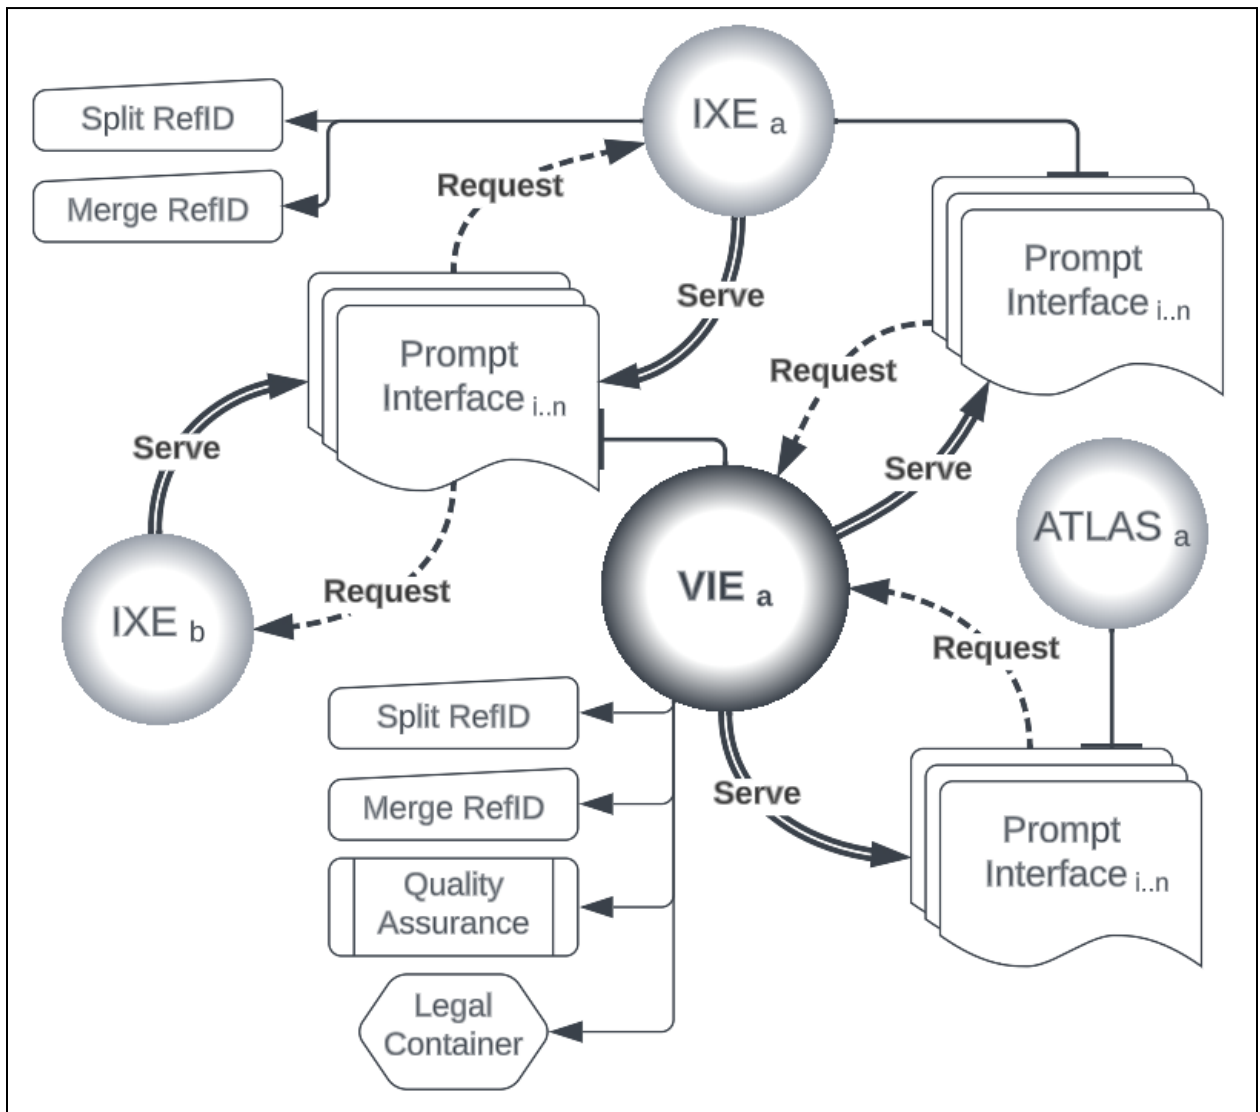 IXE a
Split RefID
Merge RefID
Request
Serve
Prompt
Interface i..n
Prompt
Interface i..n
Request
Serve
Serve
ATLAS a
VIE a
Request
IXE b
Request
Split RefID
Merge RefID
Serve
Quality
Assurance
Prompt
Interface i..n
Legal
Container